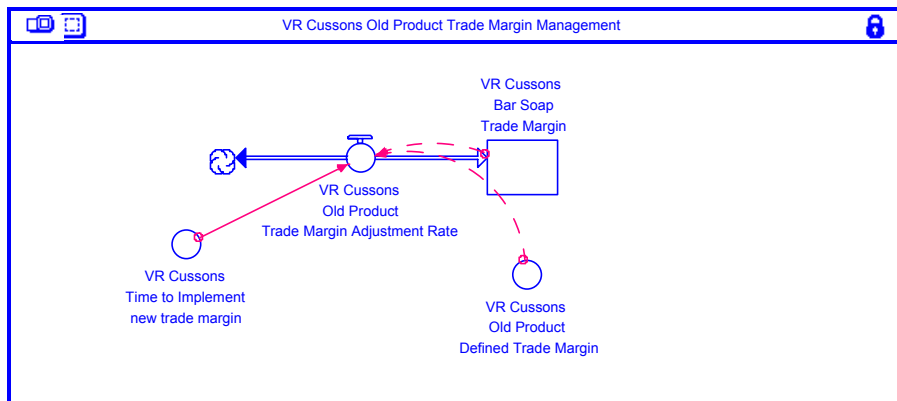 VR Cussons Old Product Trade Margin Management
VR Cussons
Bar Soap
Trade Margin
VR Cussons
Old Product
Trade Margin Adjustment Rate
VR Cussons
Time to Implement
new trade margin
VR Cussons
Old Product
Defined Trade Margin